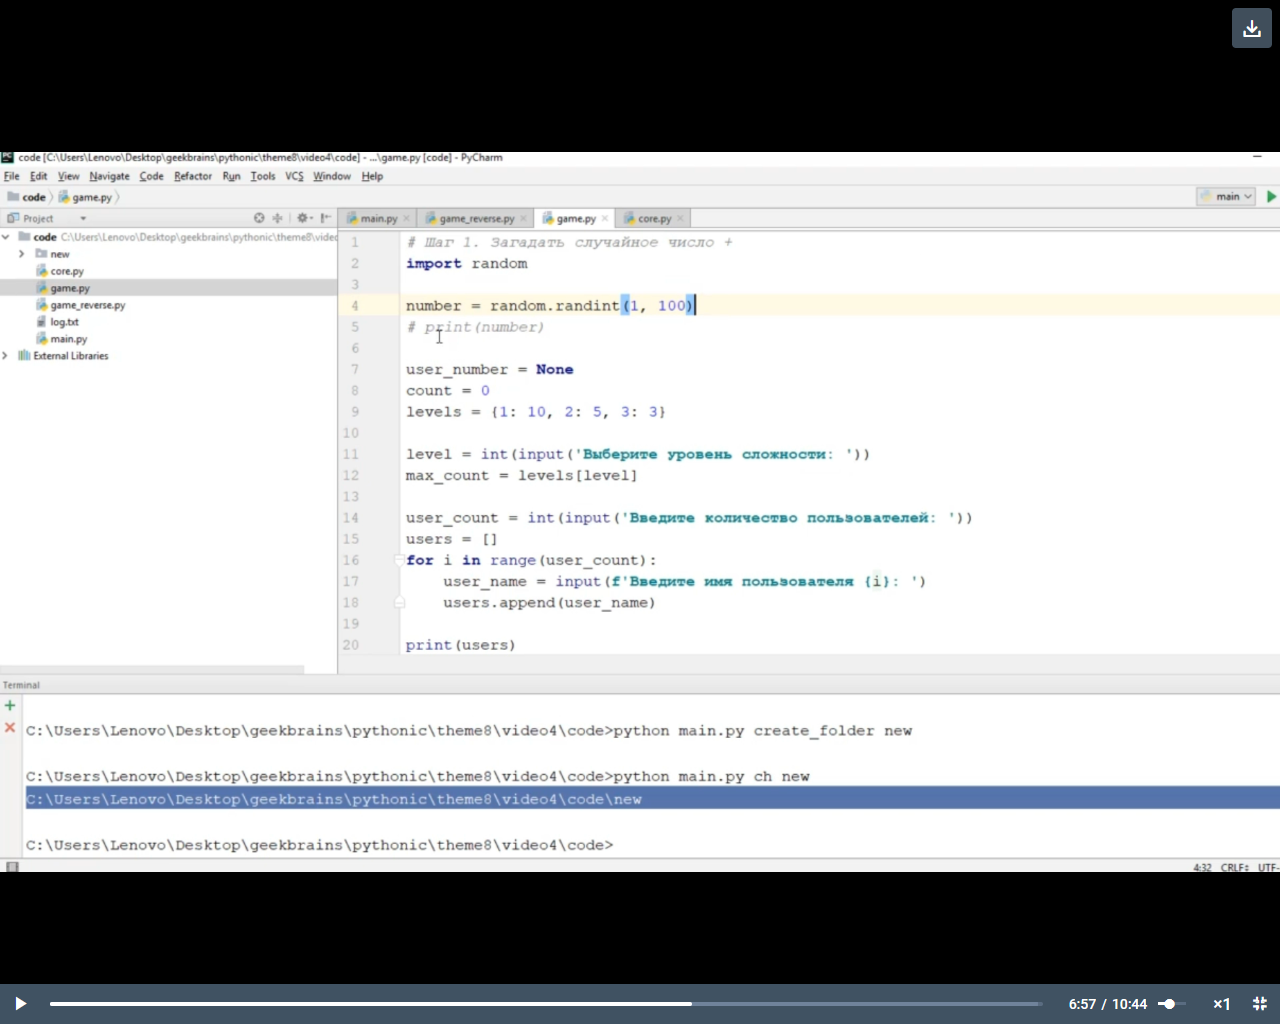 code [C:\Users\Lenovo\Desktop\geekbrains\pythonic\theme8\video4\code] - ...\game.py [code] - PyCharm
File Edit View Navigate Code Refactor Run Tools VCS Window Help
code game.py main
Project main.py game_reverse.py game.py core.py
code C:\Users\Lenovo\Desktop\geekbrains\pythonic\theme8\video
new
core.py
game.py
game_reverse.py
log.txt
main.py
External Libraries
1 # Шаг 1. Загадать случайное число +
2 import random
3
4 number = random.randint(1, 100)
5 # print(number)
6
7 user_number = None
8 count = 0
9 levels = {1: 10, 2: 5, 3: 3}
10
11 level = int(input('Выберите уровень сложности: '))
12 max_count = levels[level]
13
14 user_count = int(input('Введите количество пользователей: '))
15 users = []
16 for i in range(user_count):
17 user_name = input(f'Введите имя пользователя {i}: ')
18 users.append(user_name)
19
20 print(users)
Terminal
C:\Users\Lenovo\Desktop\geekbrains\pythonic\theme8\video4\code>python main.py create_folder new
C:\Users\Lenovo\Desktop\geekbrains\pythonic\theme8\video4\code>python main.py ch new
C:\Users\Lenovo\Desktop\geekbrains\pythonic\theme8\video4\code\new
C:\Users\Lenovo\Desktop\geekbrains\pythonic\theme8\video4\code>
4:32 CRLF÷ UTF-
6:57 / 10:44 ×1